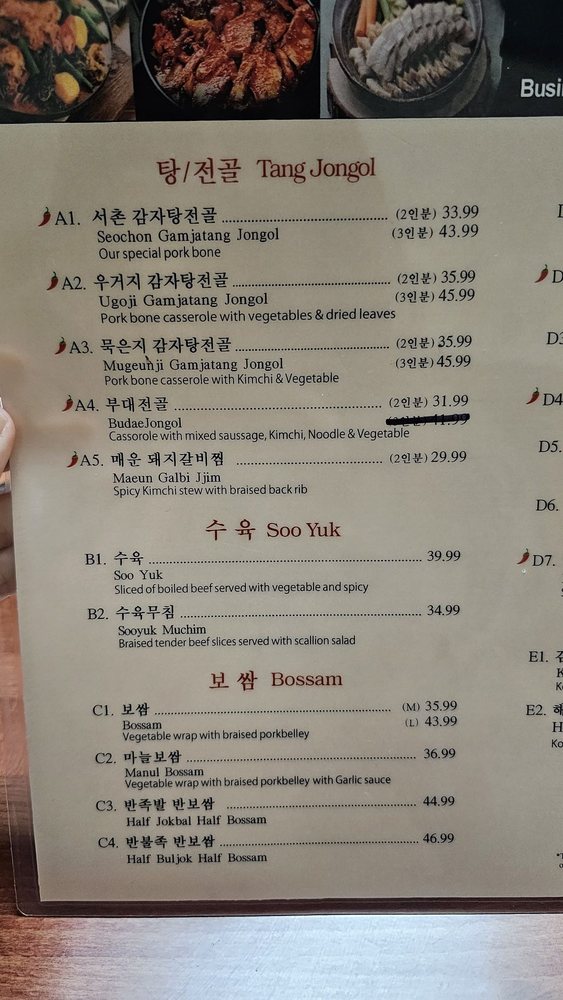 Busi
탕/전골 Tang Jongol
A1. 서촌 감자탕전골 (2인분) 33.99
Seochon Gamjatang Jongol (3인분) 43.99
Our special pork bone
A2. 우거지 감자탕전골 (2인분) 35.99
Ugoji Gamjatang Jongol (3인분) 45.99
Pork bone casserole with vegetables & dried leaves
A3. 묵은지 감자탕전골 (2인분) 35.99
Mugeunji Gamjatang Jongol (3인분) 45.99
Pork bone casserole with Kimchi & Vegetable
A4. 부대전골 (2인분) 31.99
BudaeJongol
Casserole with mixed saussage, Kimchi, Noodle & Vegetable
A5. 매운 돼지갈비찜 (2인분) 29.99
Maeun Galbi Jjim
Spicy Kimchi stew with braised back rib
수육 Soo Yuk
B1. 수육 39.99
Soo Yuk
Sliced of boiled beef served with vegetable and spicy
B2. 수육무침 34.99
Sooyuk Muchim
Braised tender beef slices served with scallion salad
보쌈 Bossam
C1. 보쌈 (M) 35.99
Bossam (L) 43.99
Vegetable wrap with braised porkbelley
C2. 마늘보쌈 36.99
Manul Bossam
Vegetable wrap with braised porkbelley with Garlic sauce
C3. 반족발 반보쌈 44.99
Half Jokbal Half Bossam
C4. 반불족 반보쌈 46.99
Half Buljok Half Bossam
D4
D5.
D6.
D7.
E1.
E2.